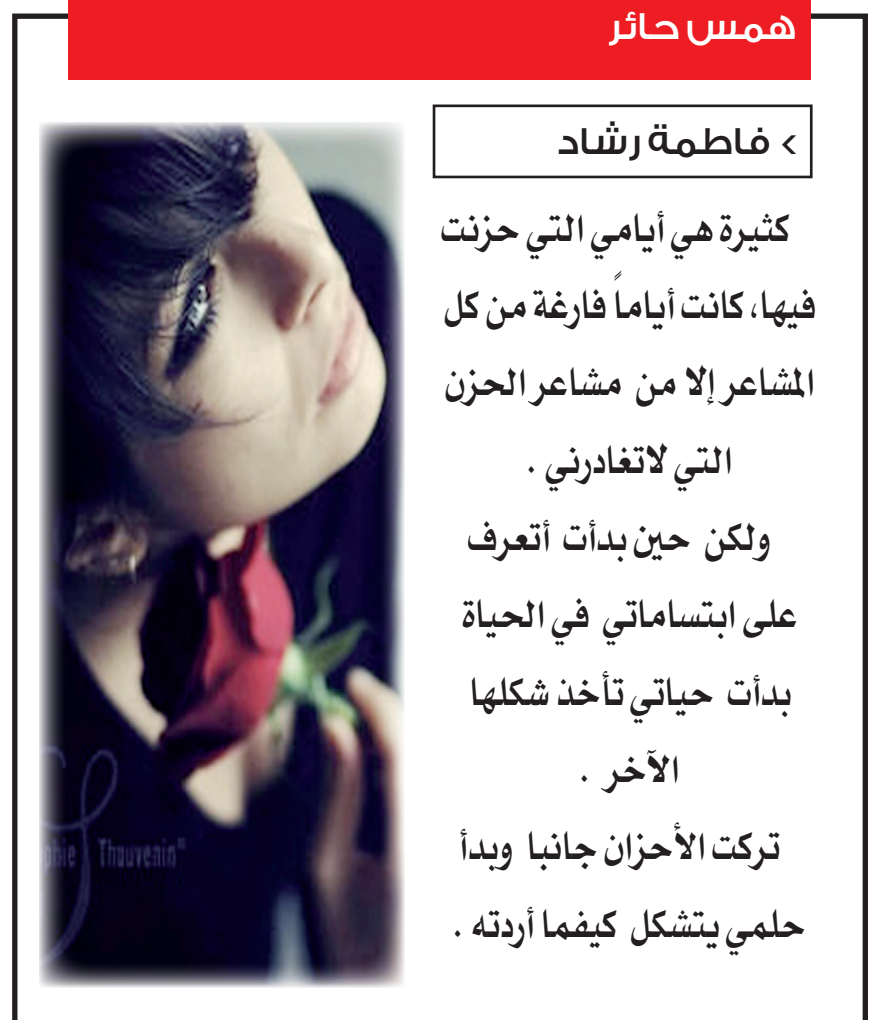 همس حائر
> فاطمة رشاد
كثيرة هي أيامي التي حزنت
فيها، كانت أياماً فارغة من كل
المشاعر إلا من مشاعر الحزن
التي لاتغادرني .
ولكن حين بدأت أتعرف
على ابتساماتي في الحياة
بدأت حياتي تأخذ شكلها
الآخر .
تركت الأحزان جانبا وبدأ
حلمي يتشكل كيفما أردته .
Thuuvenin